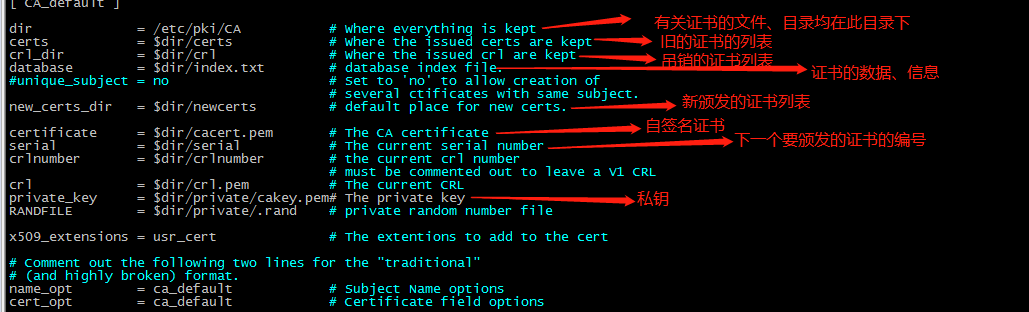 [ CA_default ]
dir = /etc/pki/CA # Where everything is kept 有关证书的文件、目录均在此目录下
certs = $dir/certs # Where the issued certs are kept 旧的证书的列表
crl_dir = $dir/crl # Where the issued crl are kept 吊销的证书列表
database = $dir/index.txt # database index file. 证书的数据、信息
#unique_subject = no # Set to 'no' to allow creation of
# several ctificates with same subject.
new_certs_dir = $dir/newcerts # default place for new certs. 新颁发的证书列表
certificate = $dir/cacert.pem # The CA certificate 自签名证书
serial = $dir/serial # The current serial number 下一个要颁发的证书的编号
crlnumber = $dir/crlnumber # the current crl number
# must be commented out to leave a V1 CRL
crl = $dir/crl.pem # The current CRL
private_key = $dir/private/cakey.pem# The private key 私钥
RANDFILE = $dir/private/.rand # private random number file
x509_extensions = usr_cert # The extentions to add to the cert
# Comment out the following two lines for the "traditional"
# (and highly broken) format.
name_opt = ca_default # Subject Name options
cert_opt = ca_default # Certificate field options